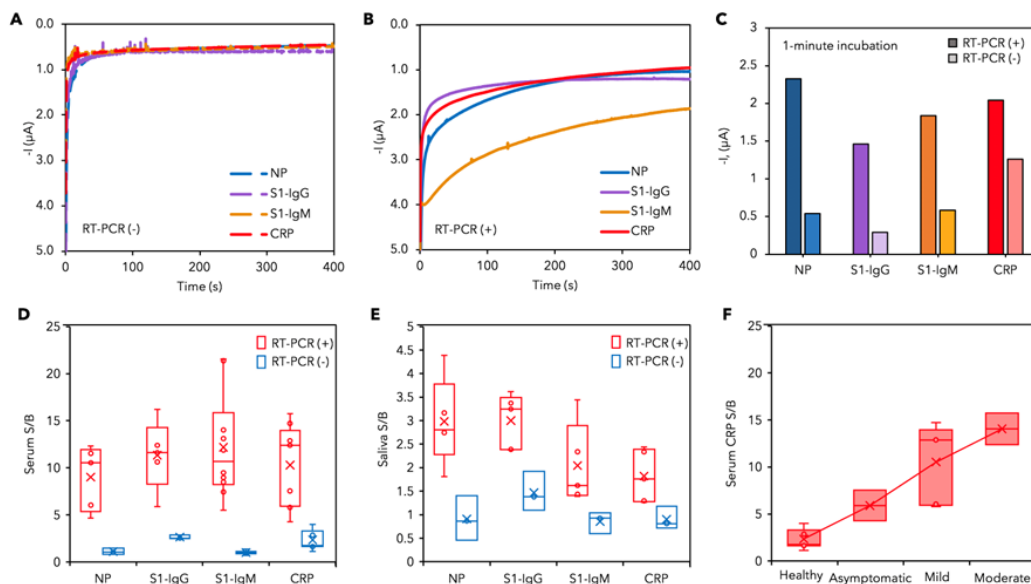 A
0.0
1.0
2.0
3.0
4.0
5.0
-I (μA)
NP
S1-IgG
S1-IgM
CRP
RT-PCR (-)
0 100 200 300 400
Time (s)
B
0.0
1.0
2.0
3.0
4.0
5.0
-I (μA)
NP
S1-IgG
S1-IgM
CRP
RT-PCR (+)
0 100 200 300 400
Time (s)
C
1-minute incubation
RT-PCR (+)
RT-PCR (-)
3
2.5
2
1.5
1
0.5
0
-I, (μA)
NP S1-IgG S1-IgM CRP
D
25
20
15
10
5
0
Serum S/B
RT-PCR (+)
RT-PCR (-)
NP S1-IgG S1-IgM CRP
E
5
4.5
4
3.5
3
2.5
2
1.5
1
0.5
0
Saliva S/B
RT-PCR (+)
RT-PCR (-)
NP S1-IgG S1-IgM CRP
F
25
20
15
10
5
0
Serum CRP S/B
Healthy Asymptomatic Mild Moderate